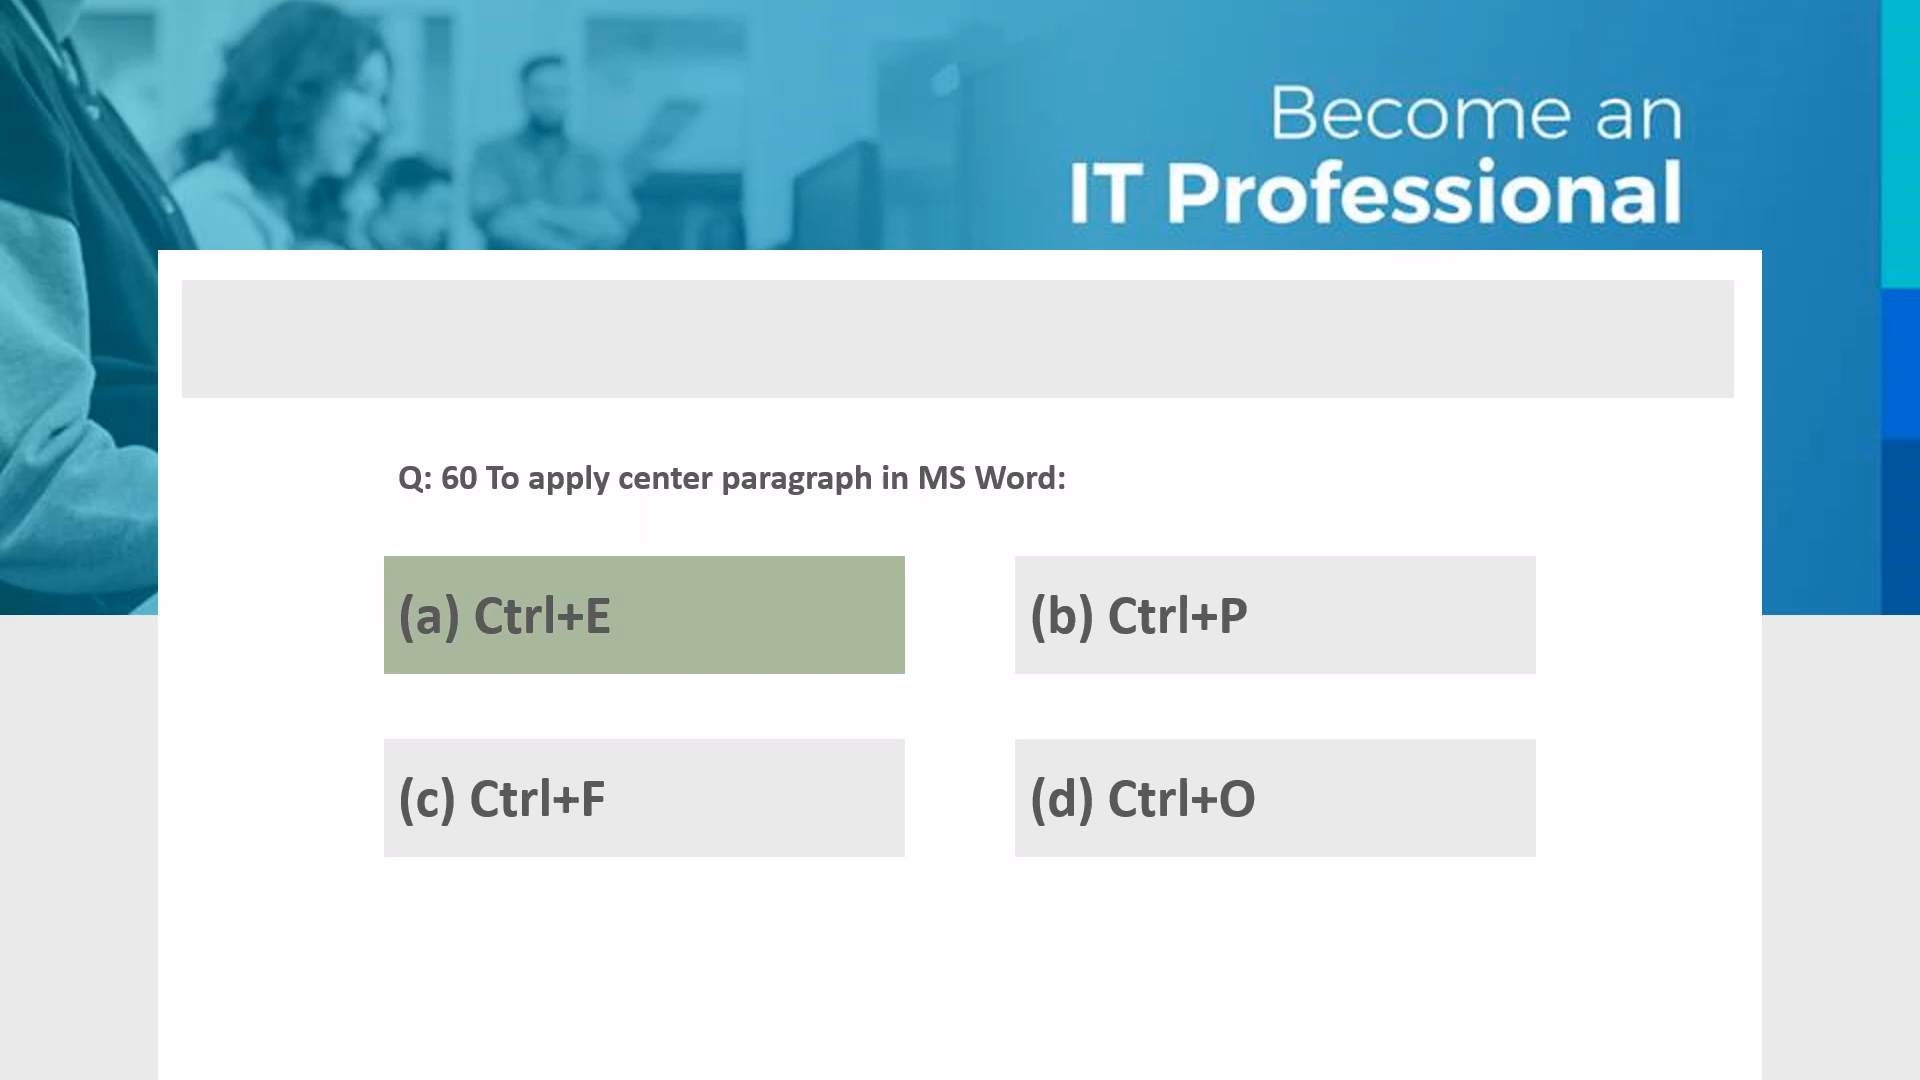 Become an
IT Professional
Q: 60 To apply center paragraph in MS Word:
(a) Ctrl+E
(b) Ctrl+P
(c) Ctrl+F
(d) Ctrl+O